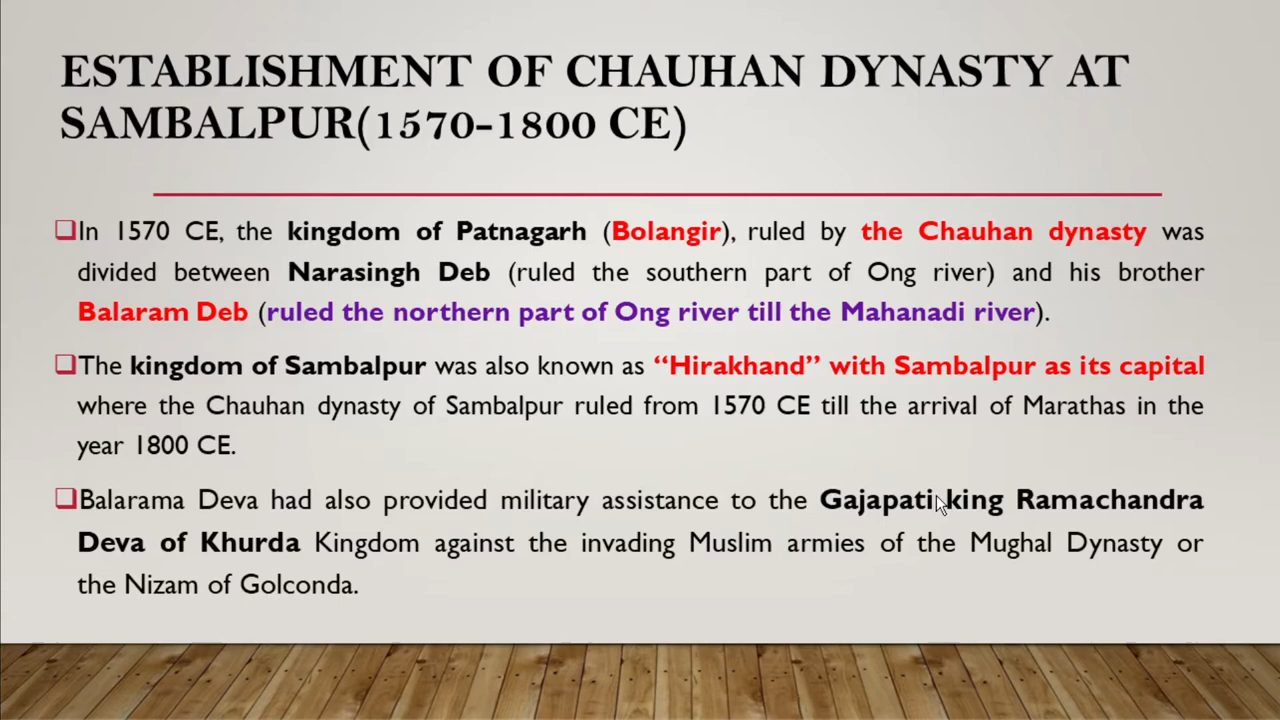 ESTABLISHMENT OF CHAUHAN DYNASTY AT
SAMBALPUR(1570-1800 CE)
❑In 1570 CE, the kingdom of Patnagarh (Bolangir), ruled by the Chauhan dynasty was
divided between Narasingh Deb (ruled the southern part of Ong river) and his brother
Balaram Deb (ruled the northern part of Ong river till the Mahanadi river).
❑The kingdom of Sambalpur was also known as “Hirakhand” with Sambalpur as its capital
where the Chauhan dynasty of Sambalpur ruled from 1570 CE till the arrival of Marathas in the
year 1800 CE.
❑Balarama Deva had also provided military assistance to the Gajapati king Ramachandra
Deva of Khurda Kingdom against the invading Muslim armies of the Mughal Dynasty or
the Nizam of Golconda.